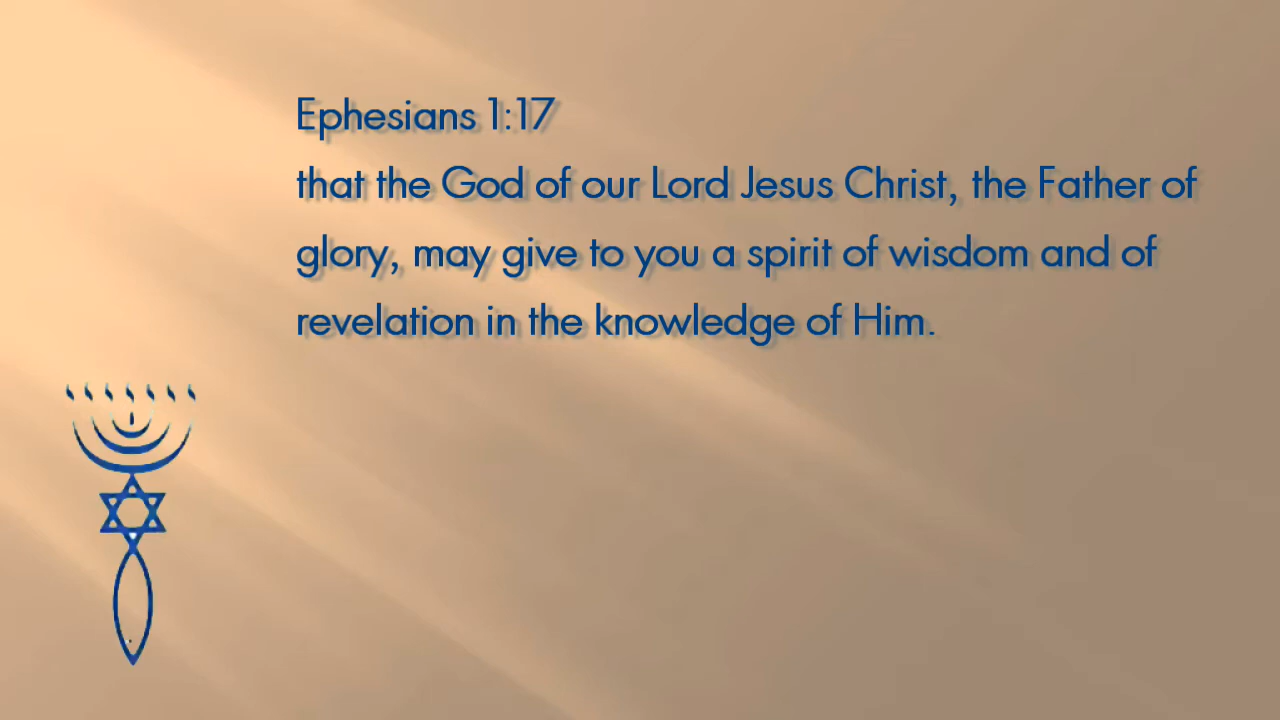 Ephesians 1:17
that the God of our Lord Jesus Christ, the Father of
glory, may give to you a spirit of wisdom and of
revelation in the knowledge of Him.